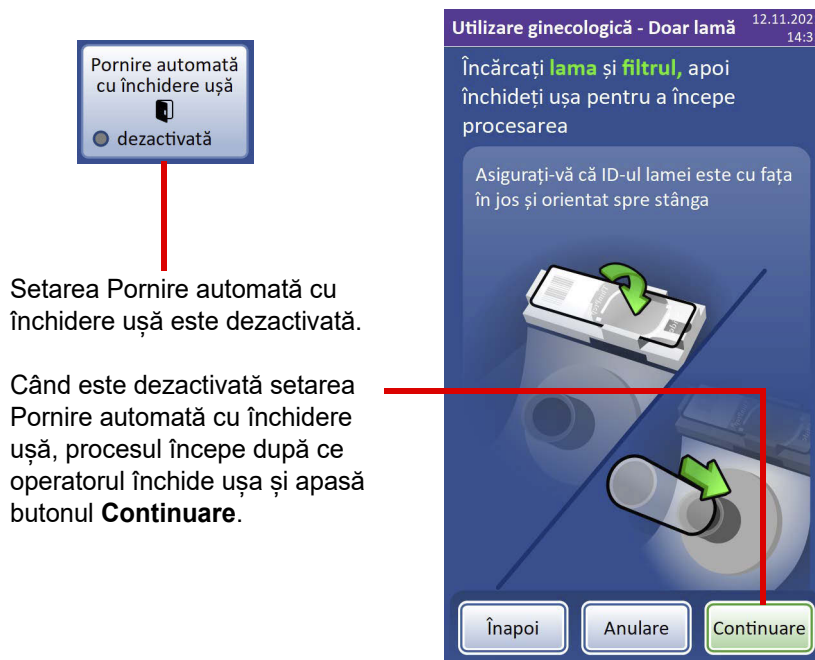 Pornire automată
cu închidere ușă
dezactivată
Setarea Pornire automată cu
închidere ușă este dezactivată.
Când este dezactivată setarea
Pornire automată cu închidere
ușă, procesul începe după ce
operatorul închide ușa și apasă
butonul Continuare.
Utilizare ginecologică - Doar lamă
12.11.202
14:3
Încărcați lama și filtrul, apoi
închideți ușa pentru a începe
procesarea
Asigurați-vă că ID-ul lamei este cu fața
în jos și orientat spre stânga
Înapoi
Anulare
Continuare